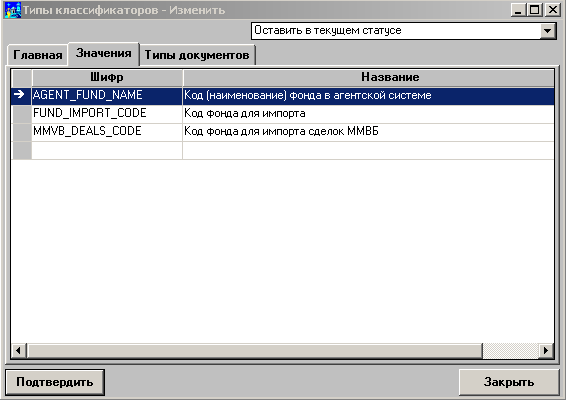 Типы классификаторов - Изменить
Оставить в текущем статусе
Главная Значения Типы документов
Шифр Название
AGENT_FUND_NAME Код (наименование) фонда в агентской системе
FUND_IMPORT_CODE Код фонда для импорта
MMVB_DEALS_CODE Код фонда для импорта сделок ММВБ
Подтвердить Закрыть